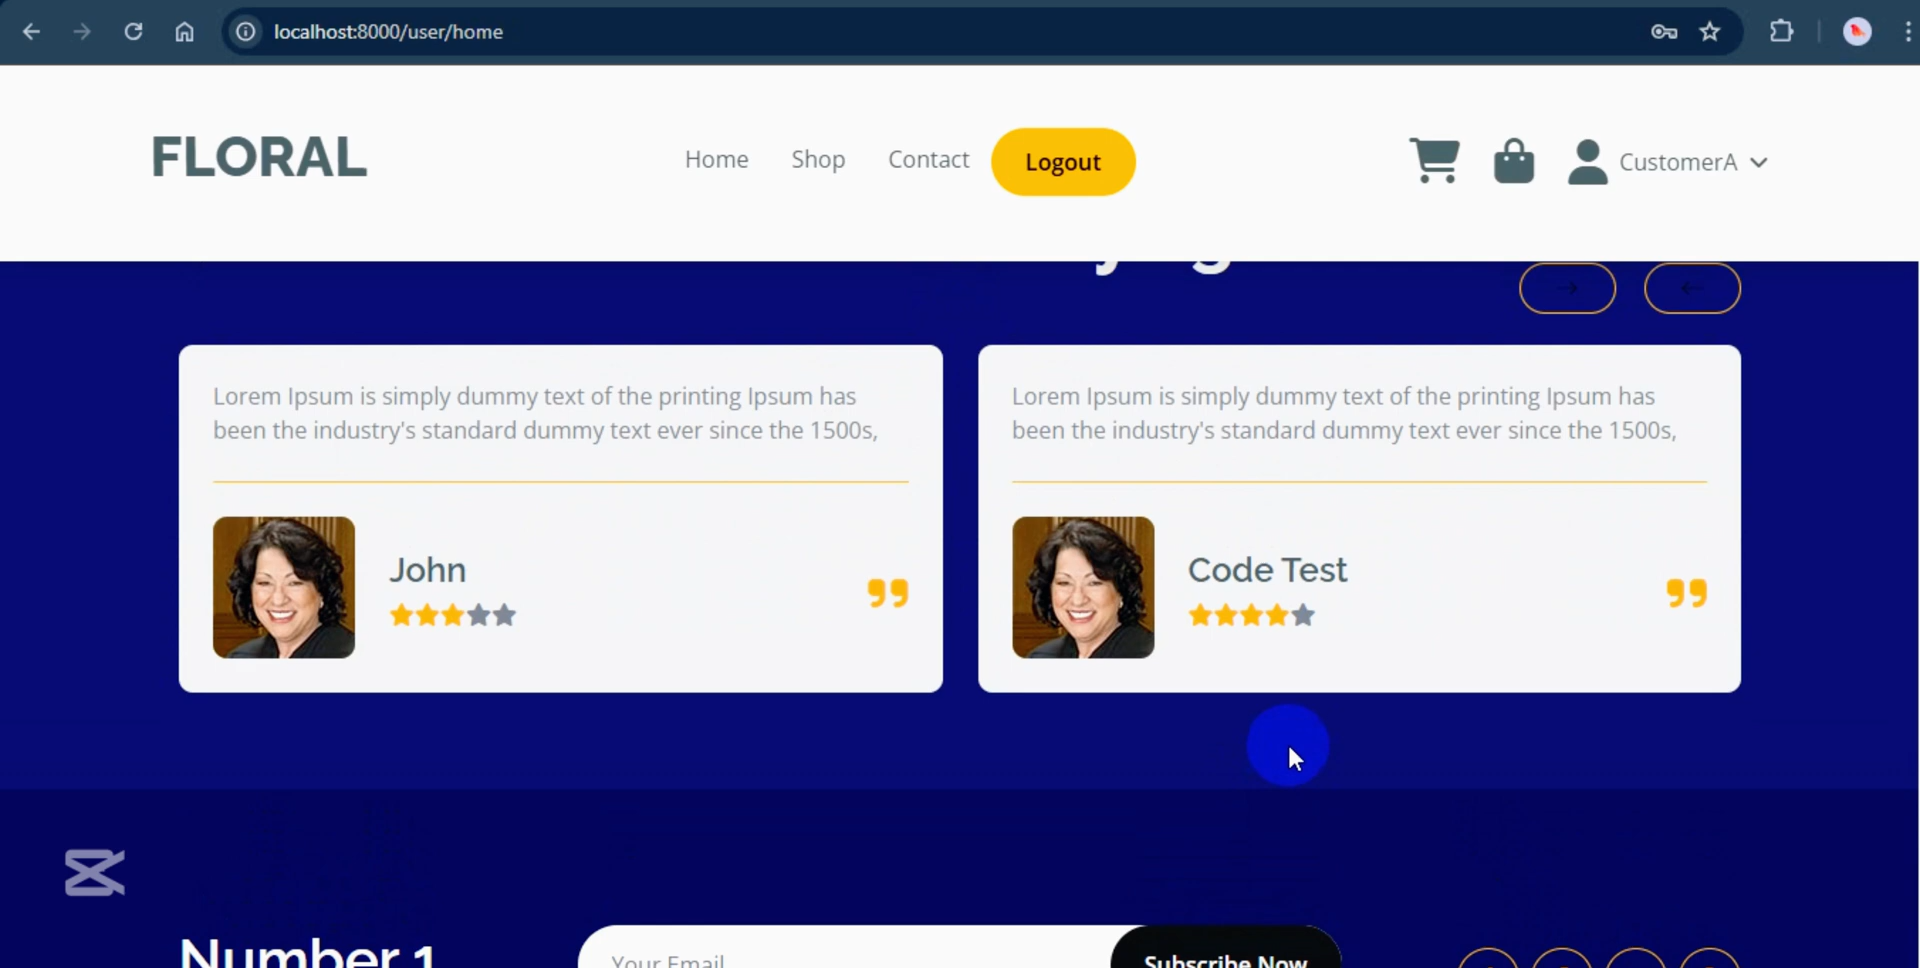 localhost:8000/user/home
FLORAL
Home Shop Contact Logout CustomerA
Lorem Ipsum is simply dummy text of the printing Ipsum has
been the industry's standard dummy text ever since the 1500s,
John
Lorem Ipsum is simply dummy text of the printing Ipsum has
been the industry's standard dummy text ever since the 1500s,
Code Test
Number 1
Your Email
Subscribe Now